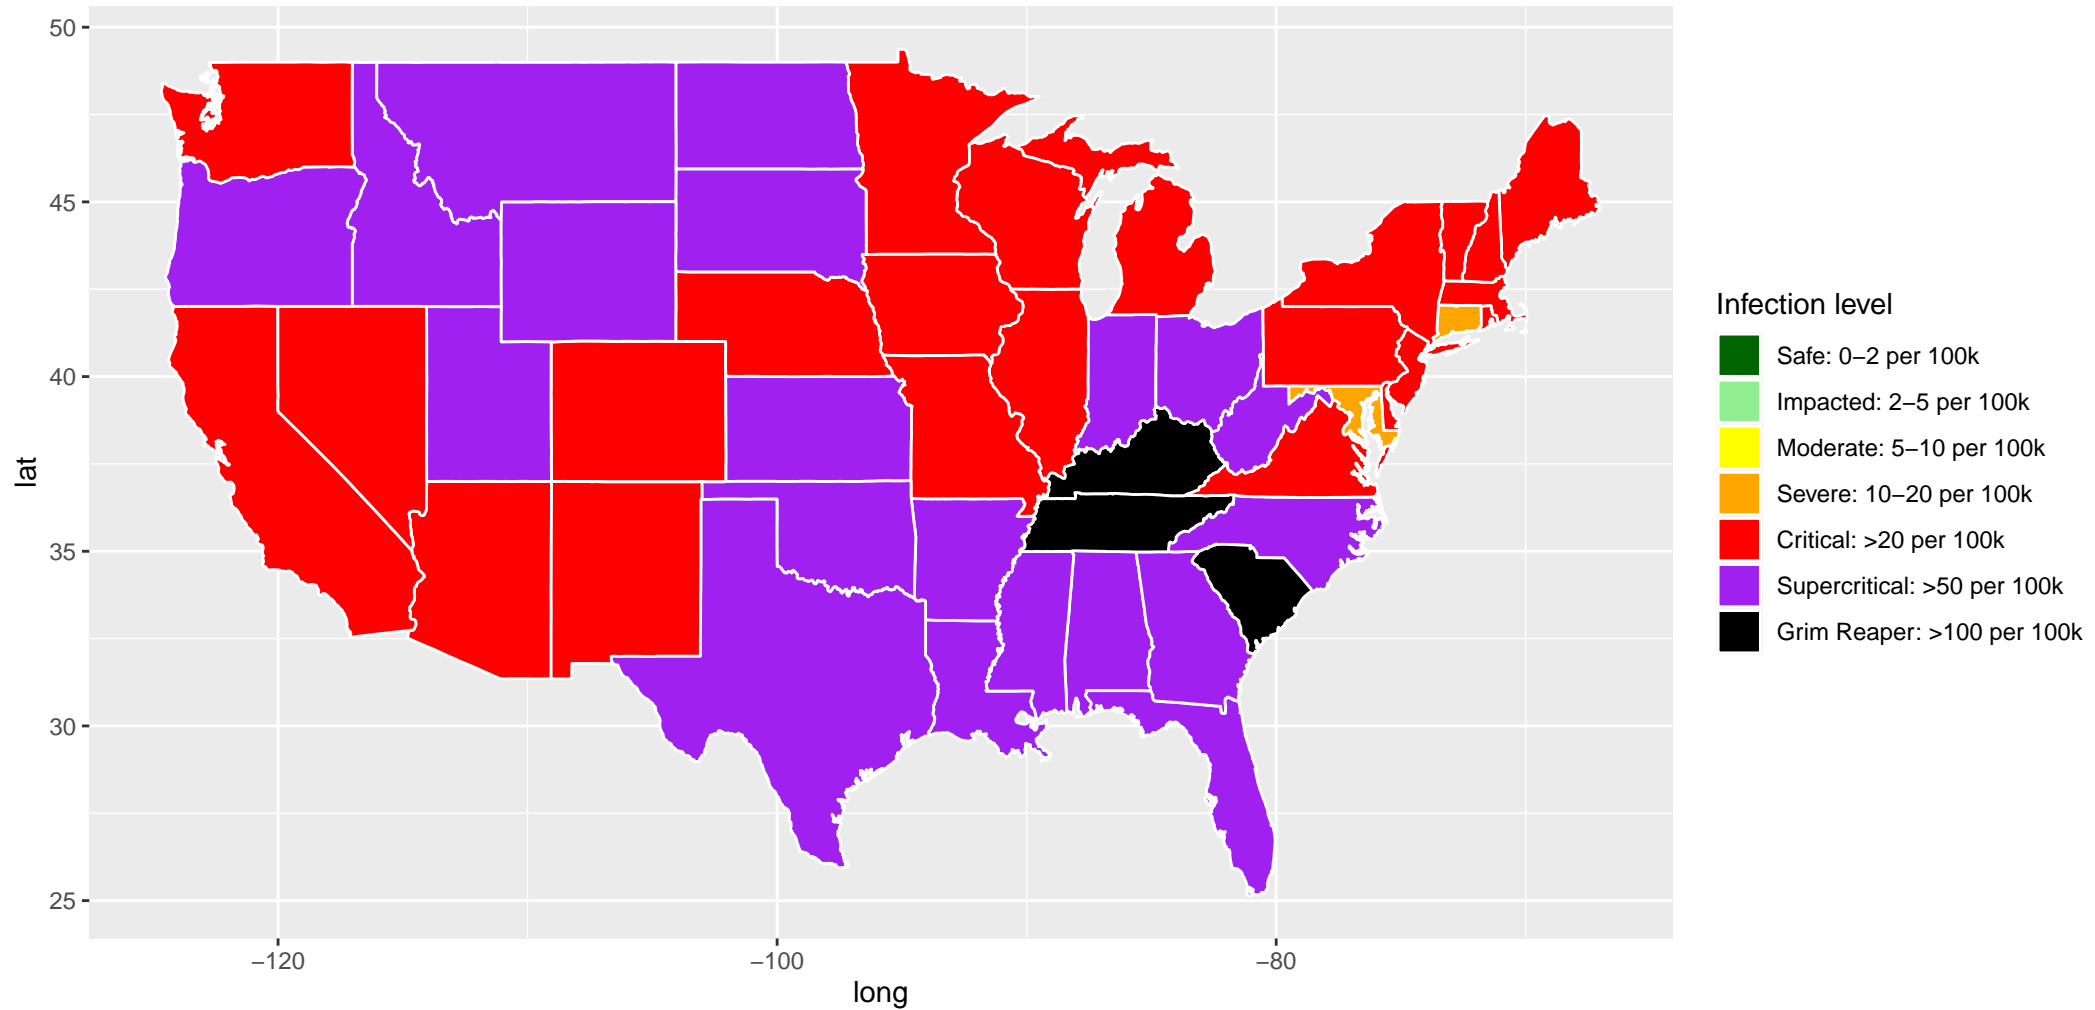 50
45
40
35
30
25
lat
−120
−100
−80
long
Infection level
Safe: 0−2 per 100k
Impacted: 2−5 per 100k
Moderate: 5−10 per 100k
Severe: 10−20 per 100k
Critical: >20 per 100k
Supercritical: >50 per 100k
Grim Reaper: >100 per 100k